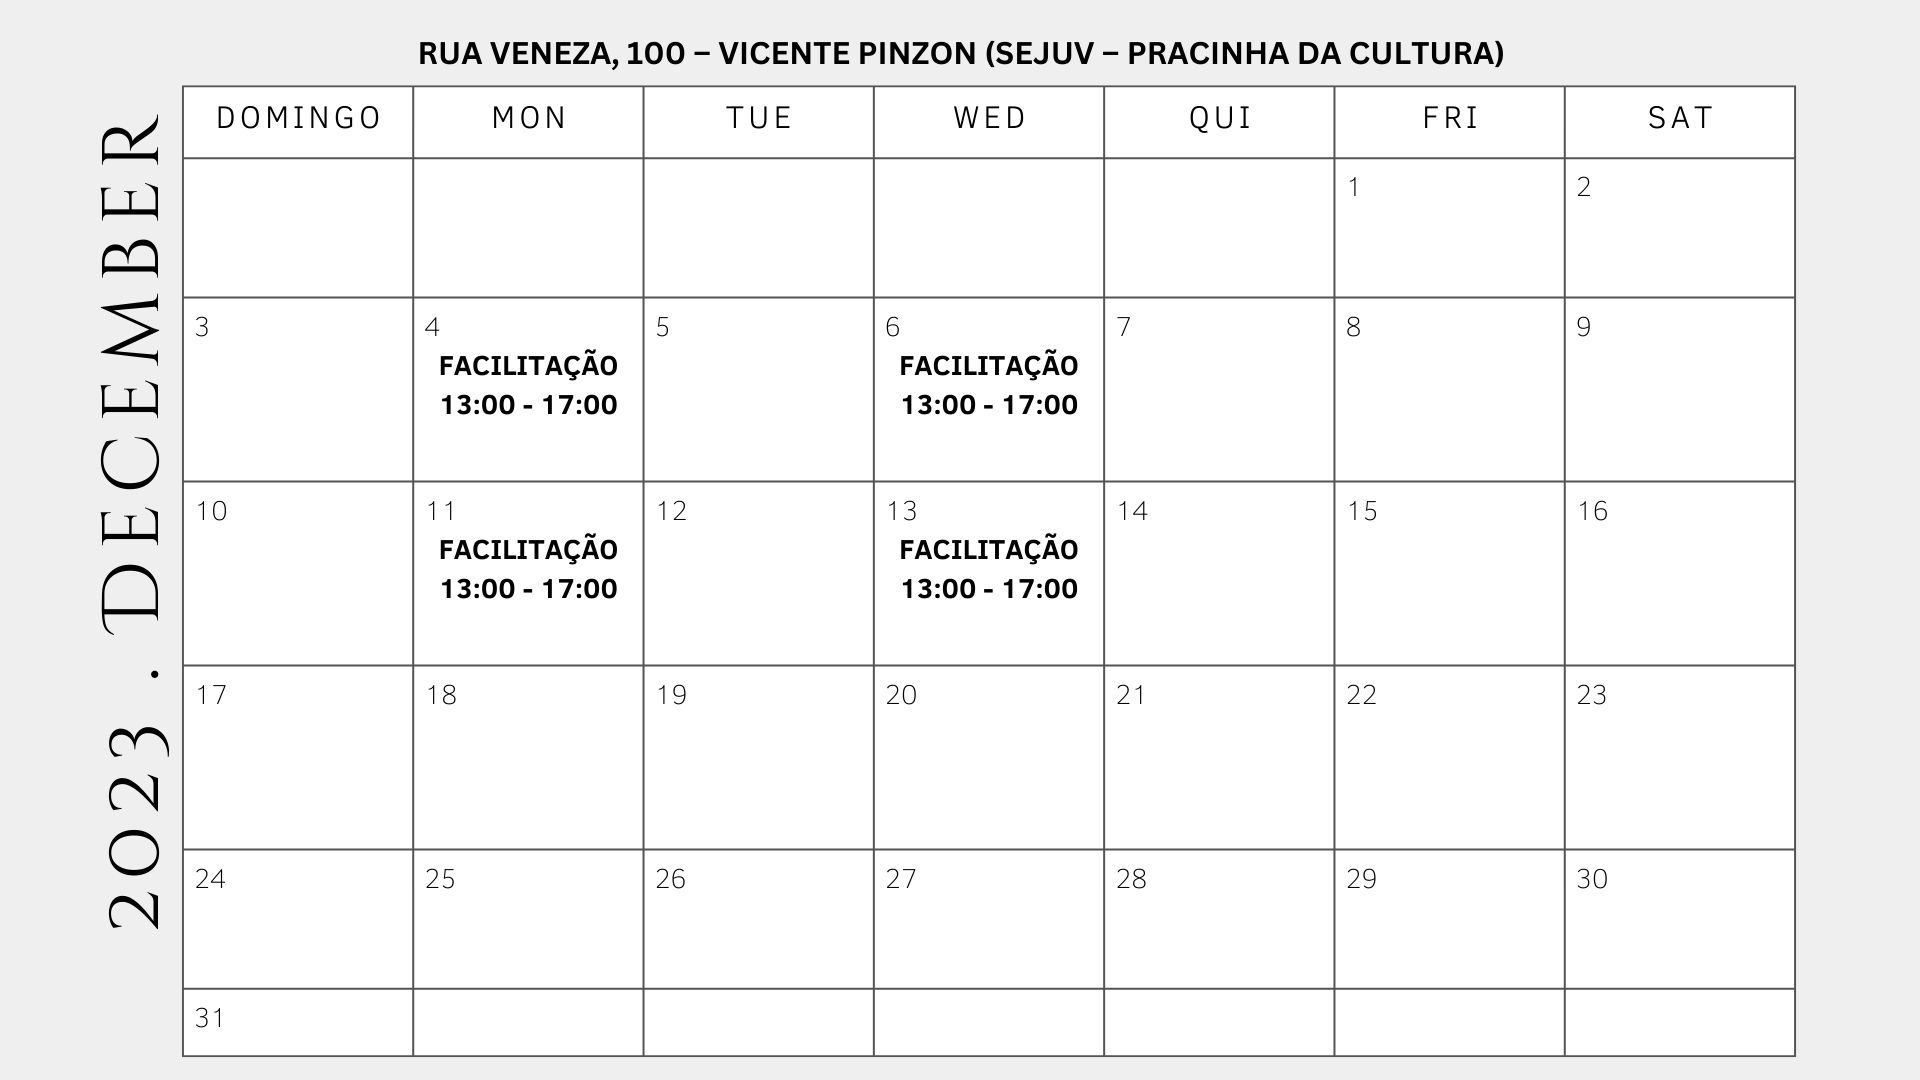 RUA VENEZA, 100 – VICENTE PINZON (SEJUV – PRACINHA DA CULTURA)
2023 . DECEMBER
DOMINGO MON TUE WED QUI FRI SAT
1 2
3 4 5 6 7 8 9
FACILITAÇÃO FACILITAÇÃO
13:00 - 17:00 13:00 - 17:00
10 11 12 13 14 15 16
FACILITAÇÃO FACILITAÇÃO
13:00 - 17:00 13:00 - 17:00
17 18 19 20 21 22 23
24 25 26 27 28 29 30
31